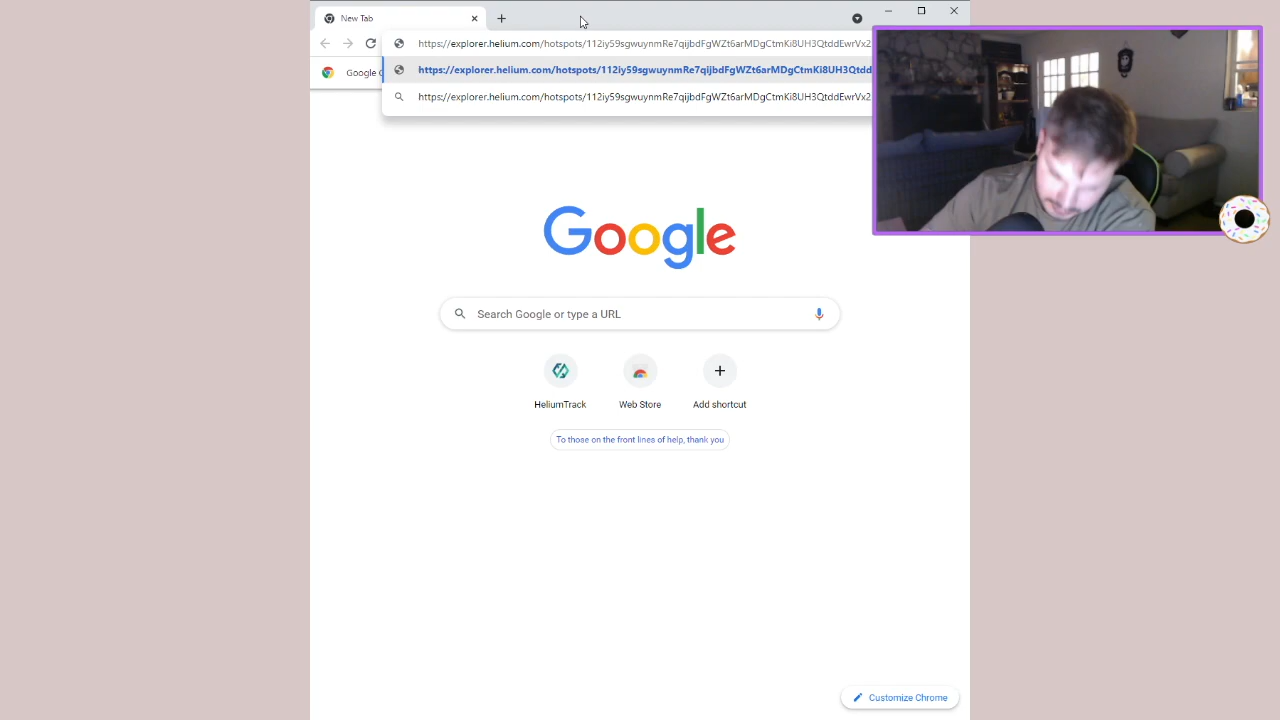 New Tab
https://explorer.helium.com/hotspots/112iy59sgwuynmRe7qijbdFgWZt6arMDgCtmKi8UH3QtddEwrVx2
https://explorer.helium.com/hotspots/112iy59sgwuynmRe7qijbdFgWZt6arMDgCtmKi8UH3Qtdd
https://explorer.helium.com/hotspots/112iy59sgwuynmRe7qijbdFgWZt6arMDgCtmKi8UH3QtddEwrVx2
Google
Google
Search Google or type a URL
HeliumTrack
Web Store
Add shortcut
To those on the front lines of help, thank you
Customize Chrome